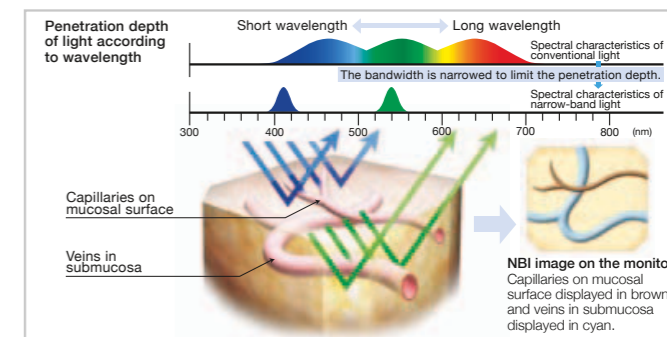 Penetration depth
of light according
to wavelength
Short wavelength
Long wavelength
Spectral characteristics of
conventional light
The bandwidth is narrowed to limit the penetration depth.
Spectral characteristics of
narrow-band light
300 400 500 600 700 800 (nm)
Capillaries on
mucosal surface
Veins in
submucosa
NBI image on the monito
Capillaries on mucosal
surface displayed in brown
and veins in submucosa
displayed in cyan.